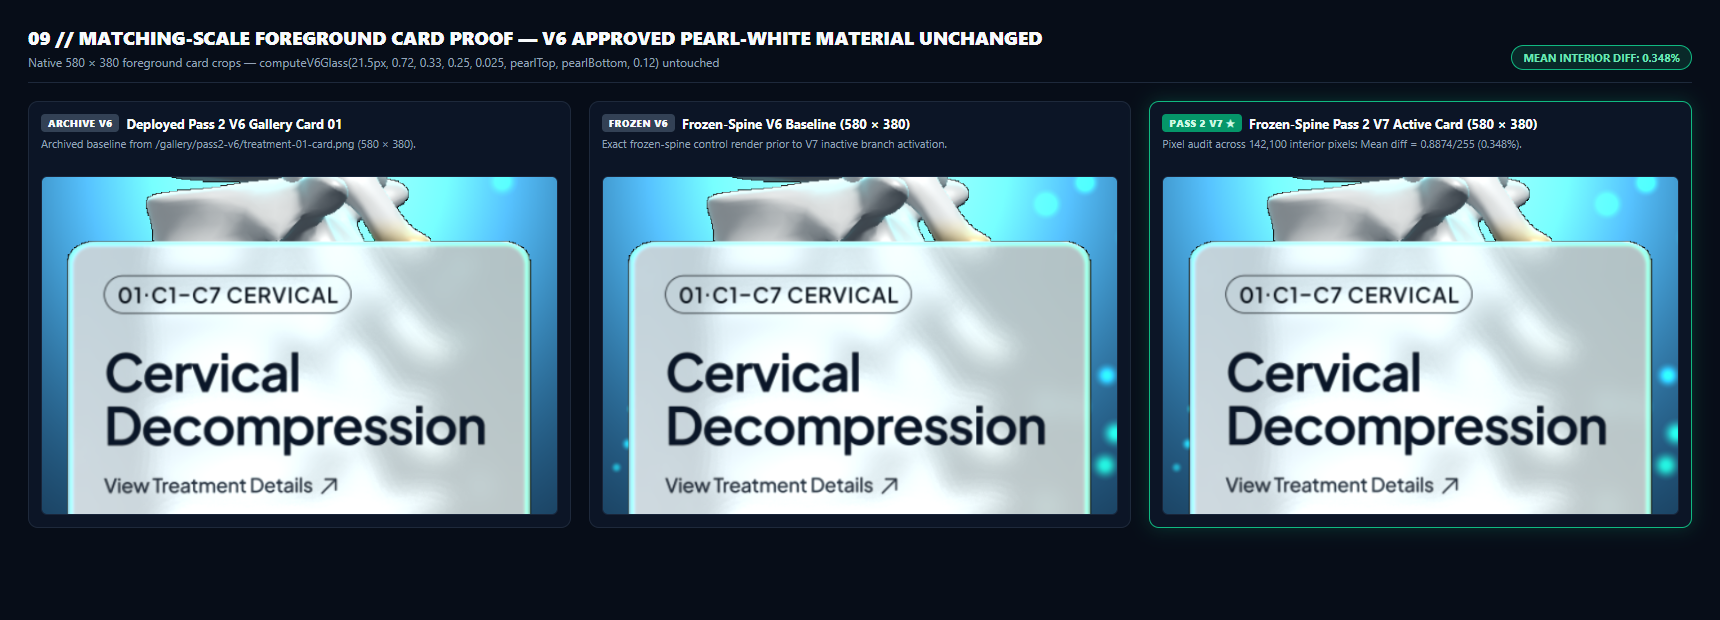 09 // MATCHING-SCALE FOREGROUND CARD PROOF — V6 APPROVED PEARL-WHITE MATERIAL UNCHANGED
Native 580 × 380 foreground card crops — computeV6Glass(21.5px, 0.72, 0.33, 0.25, 0.025, pearlTop, pearlBottom, 0.12) untouched
MEAN INTERIOR DIFF: 0.348%
ARCHIVE V6 Deployed Pass 2 V6 Gallery Card 01
Archived baseline from /gallery/pass2-v6/treatment-01-card.png (580 × 380).
01·C1–C7 CERVICAL
Cervical
Decompression
View Treatment Details ↗
FROZEN V6 Frozen-Spine V6 Baseline (580 × 380)
Exact frozen-spine control render prior to V7 inactive branch activation.
01·C1–C7 CERVICAL
Cervical
Decompression
View Treatment Details ↗
PASS 2 V7 ★ Frozen-Spine Pass 2 V7 Active Card (580 × 380)
Pixel audit across 142,100 interior pixels: Mean diff = 0.8874/255 (0.348%).
01·C1–C7 CERVICAL
Cervical
Decompression
View Treatment Details ↗